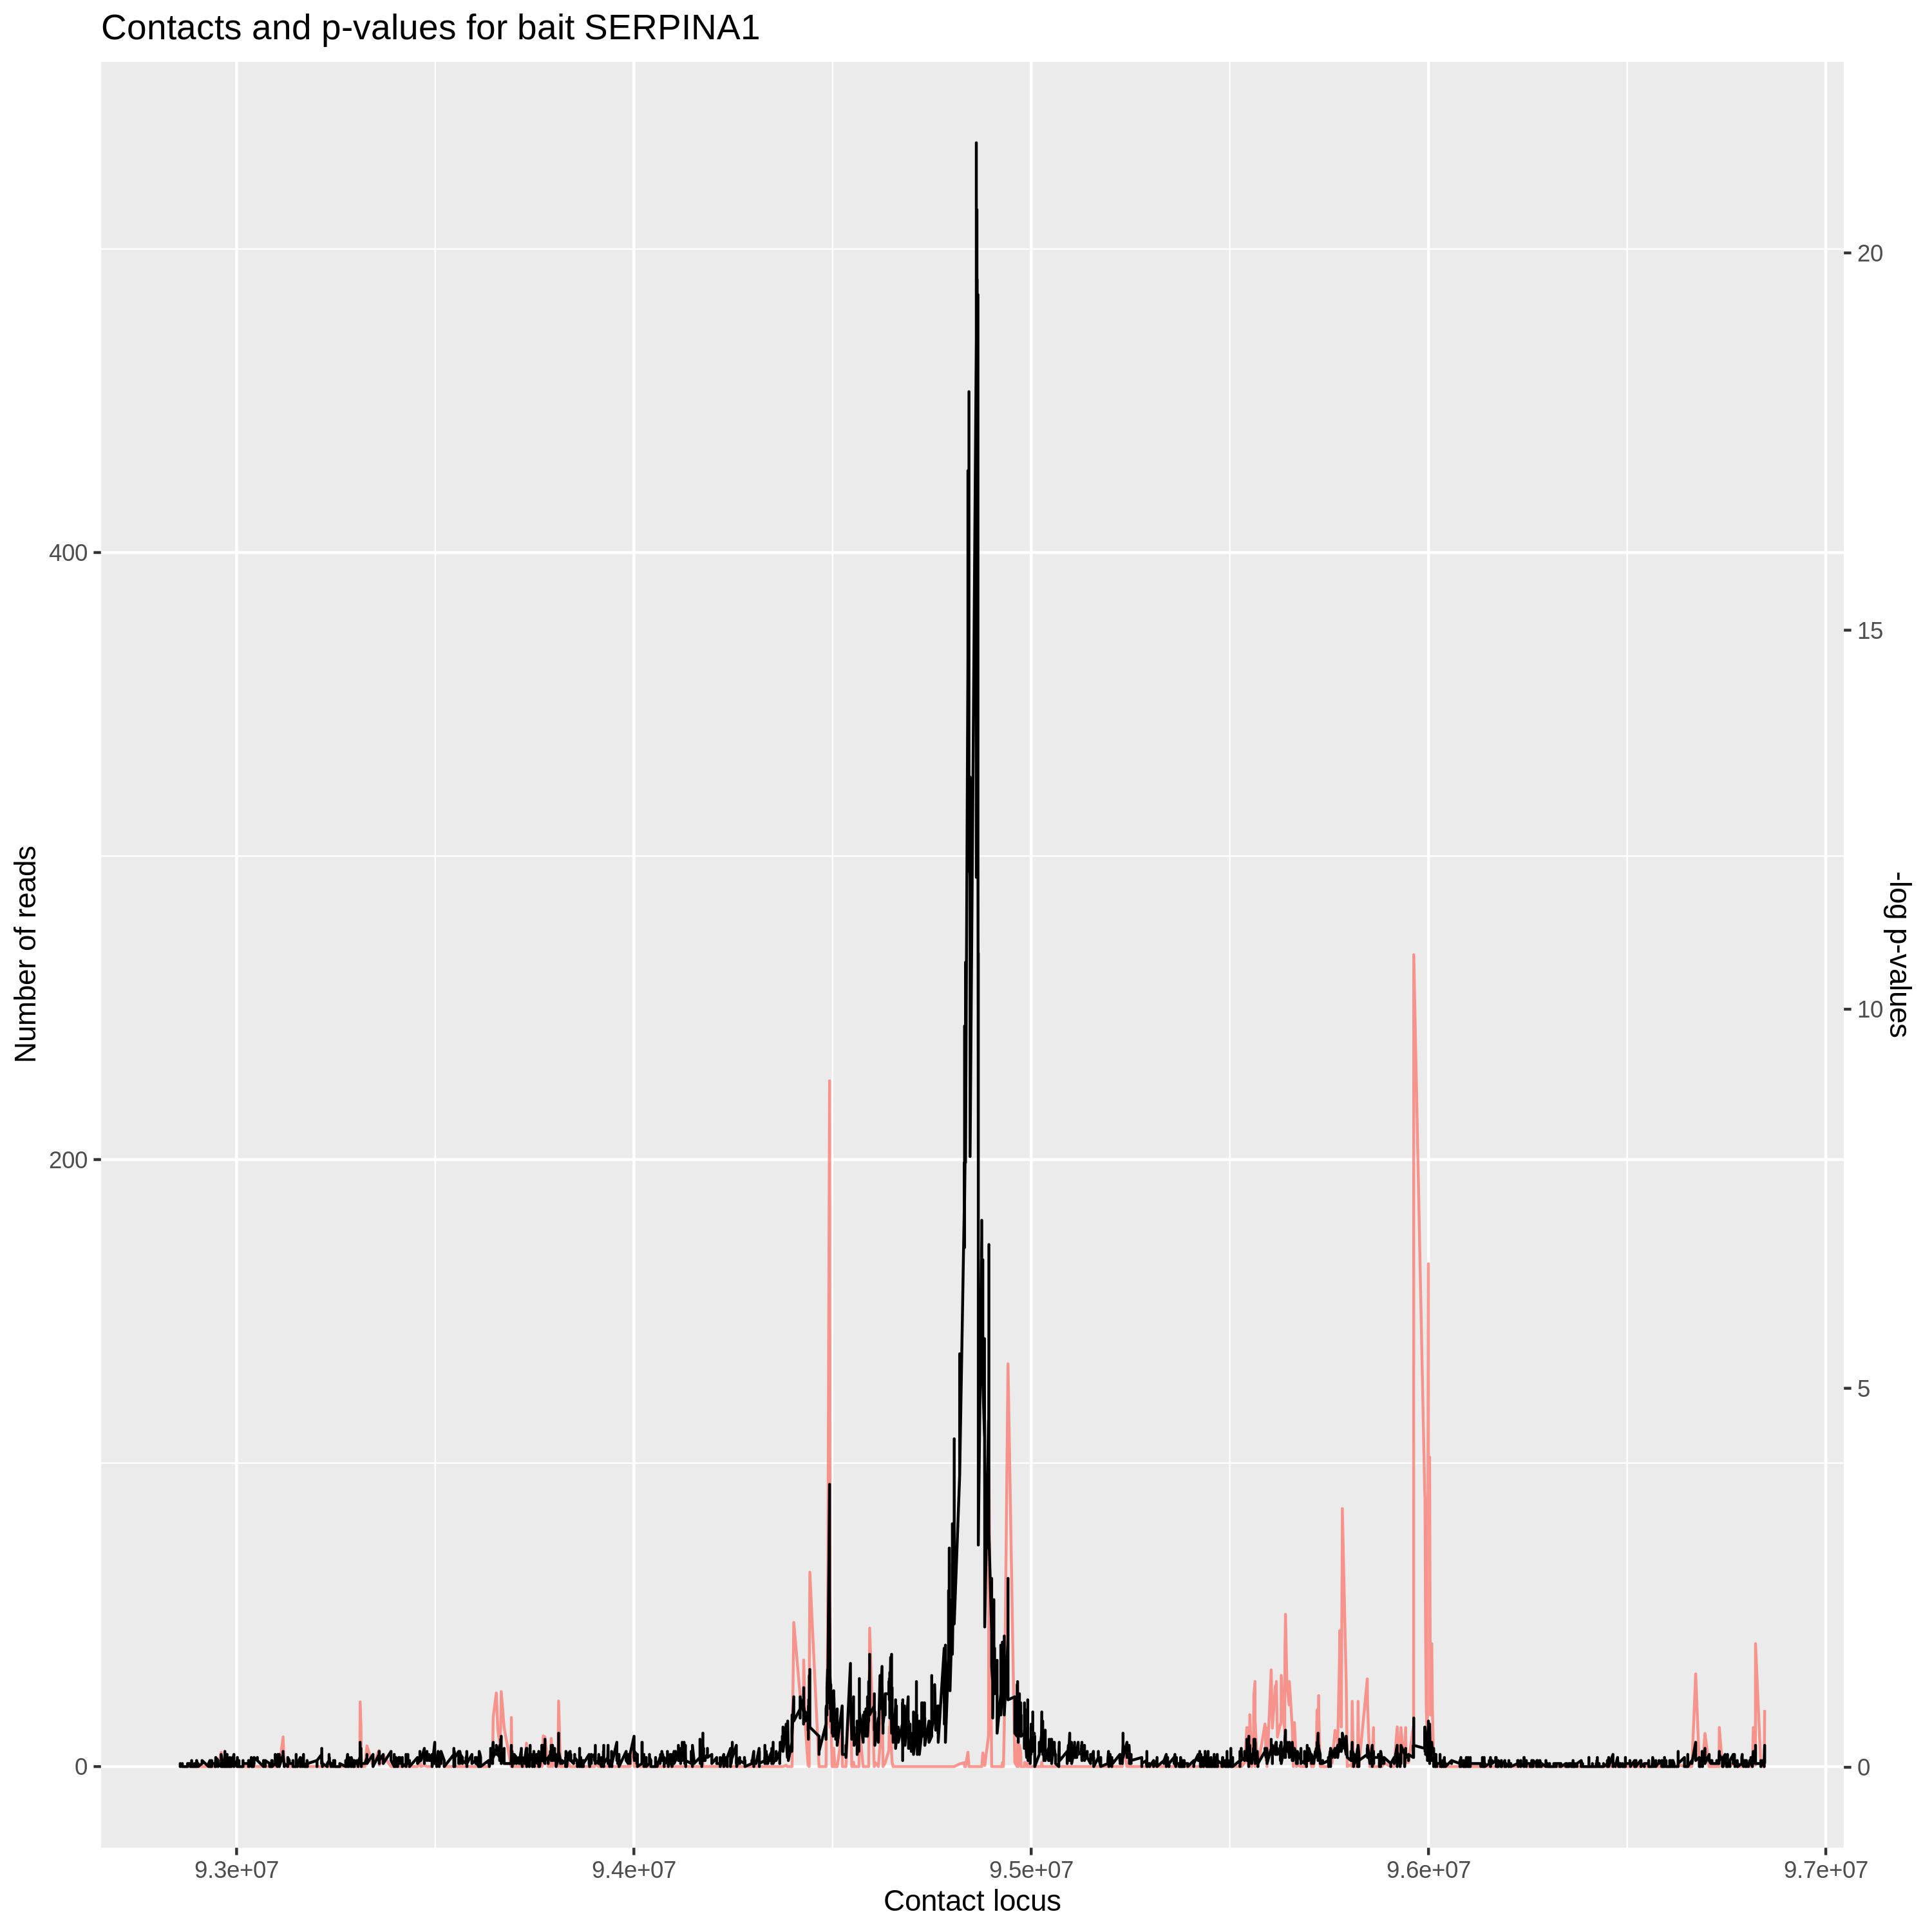 Contacts and p-values for bait SERPINA1
Number of reads
400
200
0
20
15
10
5
0
-log p-values
9.3e+07
9.4e+07
9.5e+07
9.6e+07
9.7e+07
Contact locus